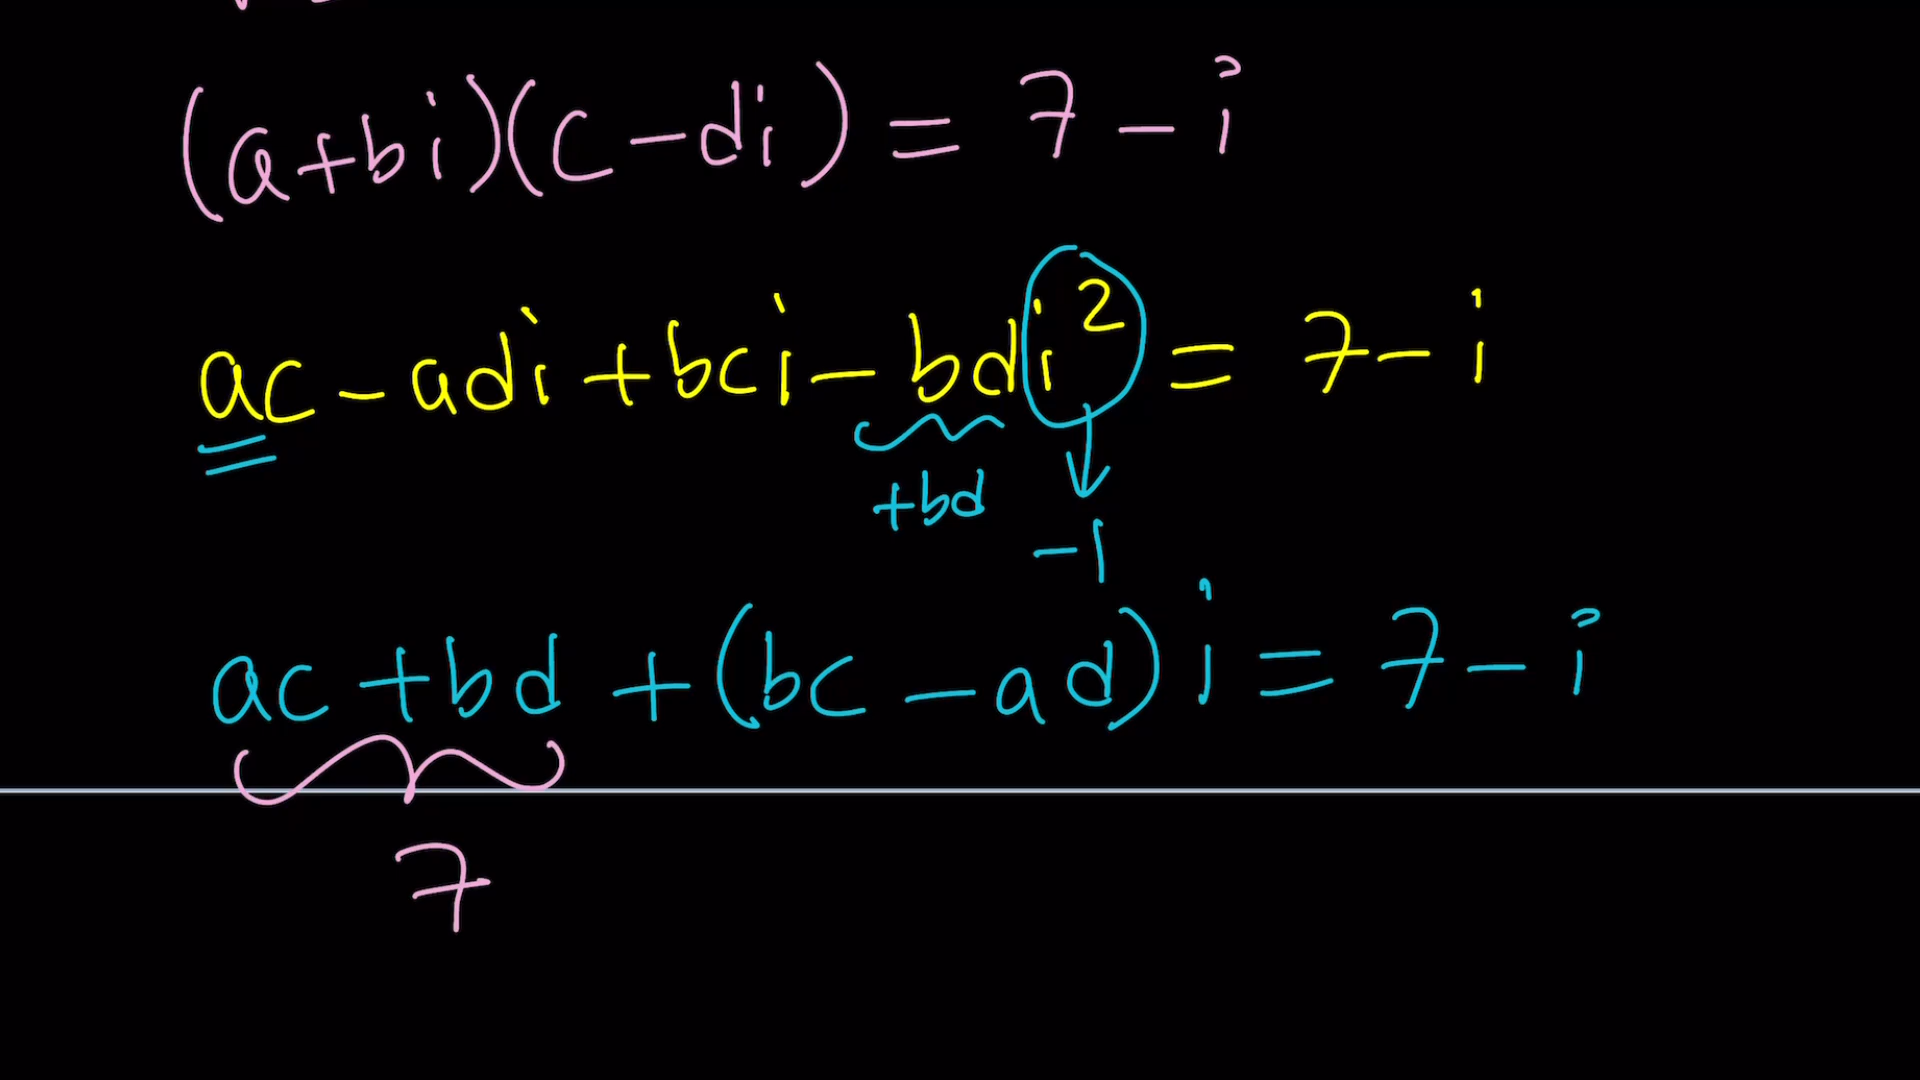 (a+bi)(c-di) = 7-i
ac-adi+bci-bdi² = 7-i
+bd
-1
ac+bd+(bc-ad)i = 7-i
7